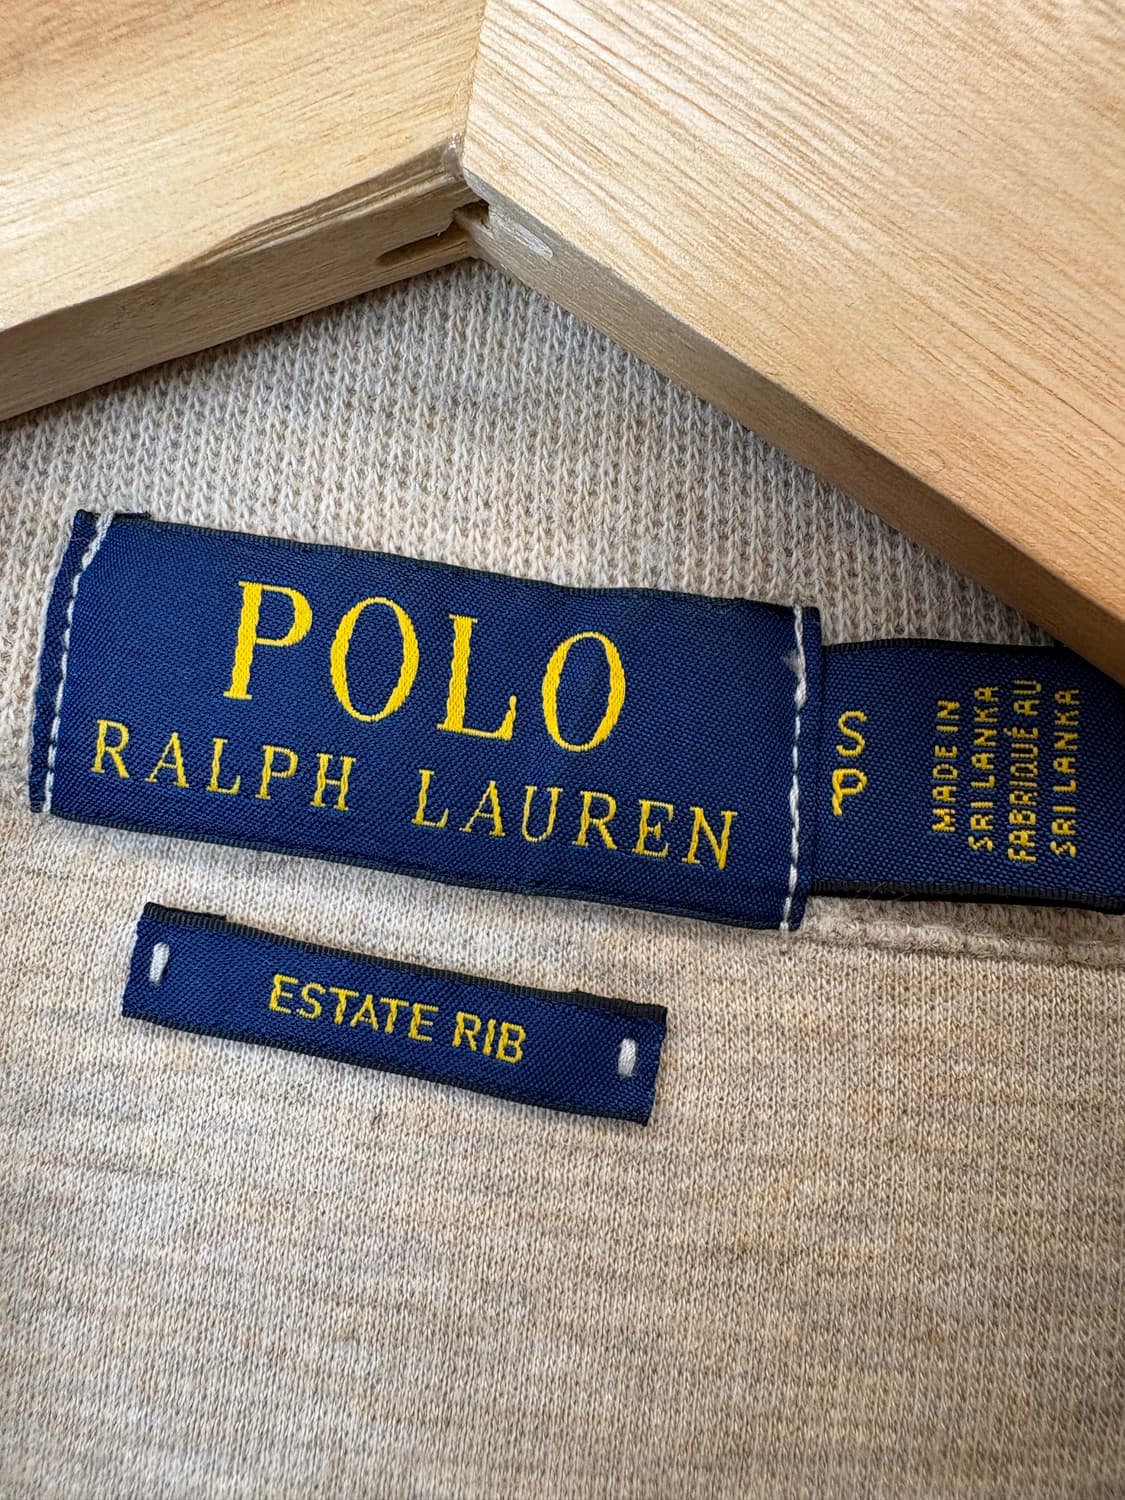 POLO
RALPH LAUREN
S
P
MADE IN
SRI LANKA
FABRIQUÉ AU
SRI LANKA
ESTATE RIB